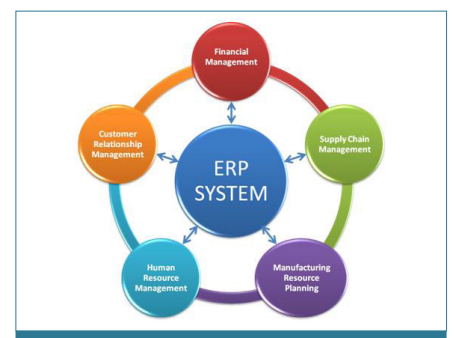 Financial
Management
Customer
Relationship
Management
Supply Chain
Management
ERP
SYSTEM
Human
Resource
Management
Manufacturing
Resource
Planning